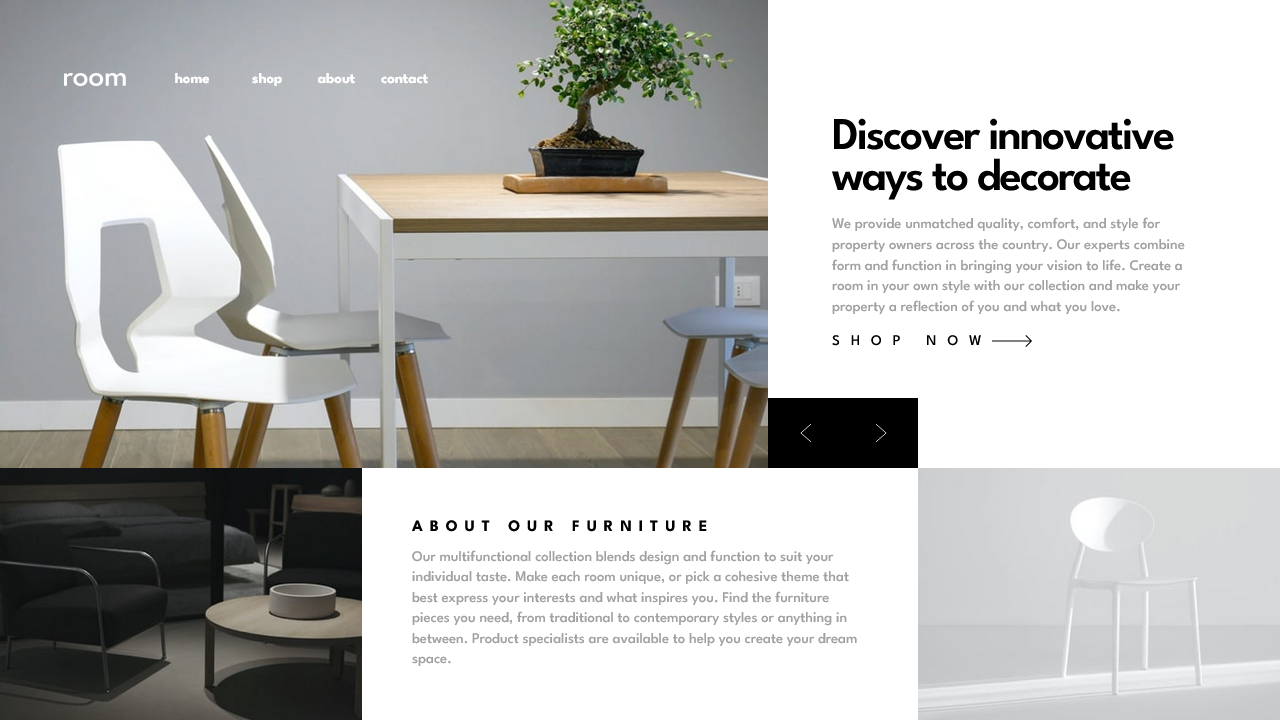 room
home shop about contact
Discover innovative
ways to decorate
We provide unmatched quality, comfort, and style for
property owners across the country. Our experts combine
form and function in bringing your vision to life. Create a
room in your own style with our collection and make your
property a reflection of you and what you love.
SHOP NOW
ABOUT OUR FURNITURE
Our multifunctional collection blends design and function to suit your
individual taste. Make each room unique, or pick a cohesive theme that
best express your interests and what inspires you. Find the furniture
pieces you need, from traditional to contemporary styles or anything in
between. Product specialists are available to help you create your dream
space.